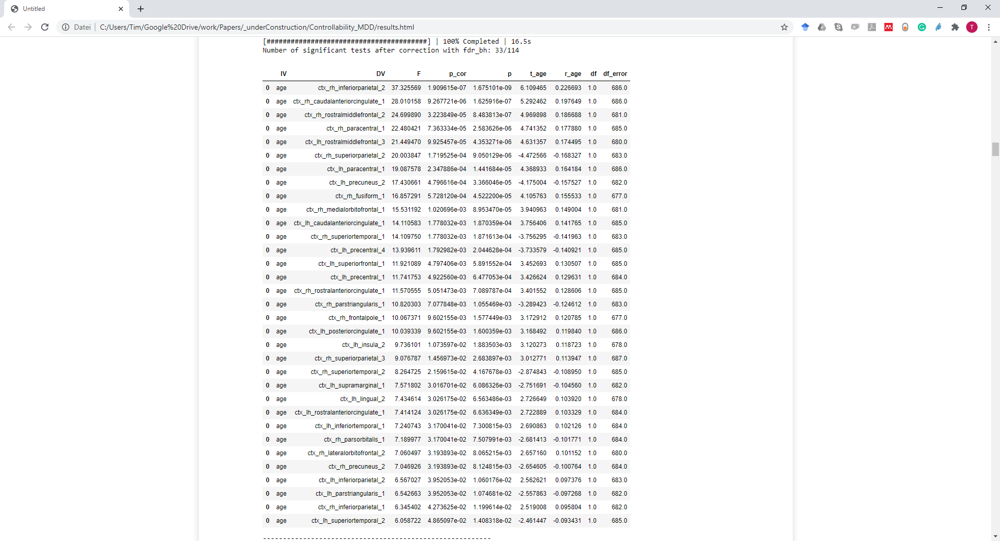 Untitled
Datei
C:/Users/Tim/Google%20Drive/work/Papers/_underConstruction/Controllability_MDD/results.html
T
[########################################] | 100% Completed | 16.5s
Number of significant tests after correction with fdr_bh: 33/114
IV DV F p_cor p t_age r_age df df_error
0 age ctx_rh_inferiorparietal_2 37.325569 1.909615e-07 1.675101e-09 6.109465 0.226693 1.0 686.0
0 age ctx_rh_caudalanteriorcingulate_1 28.010158 9.267721e-06 1.625916e-07 5.292462 0.197649 1.0 686.0
0 age ctx_rh_rostralmiddlefrontal_2 24.699890 3.223849e-05 8.483813e-07 4.969898 0.186688 1.0 681.0
0 age ctx_rh_paracentral_1 22.480421 7.363334e-05 2.583626e-06 4.741352 0.177880 1.0 685.0
0 age ctx_lh_rostralmiddlefrontal_3 21.449470 9.925457e-05 4.353271e-06 4.631357 0.174495 1.0 680.0
0 age ctx_rh_superiorparietal_2 20.003847 1.719525e-04 9.050129e-06 -4.472566 -0.168327 1.0 683.0
0 age ctx_lh_paracentral_1 19.087578 2.347886e-04 1.441684e-05 4.368933 0.164184 1.0 686.0
0 age ctx_lh_precuneus_2 17.430661 4.796616e-04 3.366046e-05 -4.175004 -0.157527 1.0 682.0
0 age ctx_rh_fusiform_1 16.857291 5.728120e-04 4.522200e-05 4.105763 0.155533 1.0 677.0
0 age ctx_rh_medialorbitofrontal_1 15.531192 1.020696e-03 8.953470e-05 3.940963 0.149004 1.0 681.0
0 age ctx_lh_caudalanteriorcingulate_1 14.110583 1.778032e-03 1.870359e-04 3.756406 0.141765 1.0 685.0
0 age ctx_rh_superiortemporal_1 14.109750 1.778032e-03 1.871613e-04 -3.756295 -0.141963 1.0 683.0
0 age ctx_lh_precentral_4 13.939611 1.792982e-03 2.044628e-04 -3.733579 -0.140921 1.0 685.0
0 age ctx_lh_superiorfrontal_1 11.921089 4.797406e-03 5.891552e-04 3.452693 0.130507 1.0 685.0
0 age ctx_lh_precentral_1 11.741753 4.922560e-03 6.477053e-04 3.426624 0.129631 1.0 684.0
0 age ctx_rh_rostralanteriorcingulate_1 11.570555 5.051473e-03 7.089787e-04 3.401552 0.128606 1.0 685.0
0 age ctx_rh_parstriangularis_1 10.820303 7.077848e-03 1.055469e-03 -3.289423 -0.124612 1.0 683.0
0 age ctx_rh_frontalpole_1 10.067371 9.602155e-03 1.577449e-03 3.172912 0.120785 1.0 677.0
0 age ctx_lh_posteriorcingulate_1 10.039339 9.602155e-03 1.600359e-03 3.168492 0.119840 1.0 686.0
0 age ctx_lh_insula_2 9.736101 1.073597e-02 1.883503e-03 3.120273 0.118723 1.0 678.0
0 age ctx_rh_superiorparietal_3 9.076787 1.456973e-02 2.683897e-03 3.012771 0.113947 1.0 687.0
0 age ctx_rh_superiortemporal_2 8.264725 2.159615e-02 4.167678e-03 -2.874843 -0.108950 1.0 685.0
0 age ctx_lh_supramarginal_1 7.571802 3.016701e-02 6.086326e-03 -2.751691 -0.104560 1.0 682.0
0 age ctx_lh_lingual_2 7.434614 3.026175e-02 6.563486e-03 2.726649 0.103920 1.0 678.0
0 age ctx_lh_rostralanteriorcingulate_1 7.414124 3.026175e-02 6.636349e-03 2.722889 0.103329 1.0 684.0
0 age ctx_lh_inferiortemporal_1 7.240743 3.170041e-02 7.300815e-03 2.690863 0.102126 1.0 684.0
0 age ctx_rh_parsorbitalis_1 7.189977 3.170041e-02 7.507991e-03 -2.681413 -0.101771 1.0 684.0
0 age ctx_rh_lateralorbitofrontal_2 7.060497 3.193893e-02 8.065215e-03 2.657160 0.101152 1.0 680.0
0 age ctx_rh_precuneus_2 7.046926 3.193893e-02 8.124815e-03 -2.654605 -0.100764 1.0 684.0
0 age ctx_lh_inferiorparietal_2 6.567027 3.952053e-02 1.060176e-02 2.562621 0.097376 1.0 683.0
0 age ctx_lh_parstriangularis_1 6.542663 3.952053e-02 1.074681e-02 -2.557863 -0.097268 1.0 682.0
0 age ctx_rh_inferiorparietal_1 6.345402 4.273625e-02 1.199614e-02 2.519008 0.095804 1.0 682.0
0 age ctx_lh_superiortemporal_2 6.058722 4.865097e-02 1.408318e-02 -2.461447 -0.093431 1.0 685.0
--------------------------------------------------------